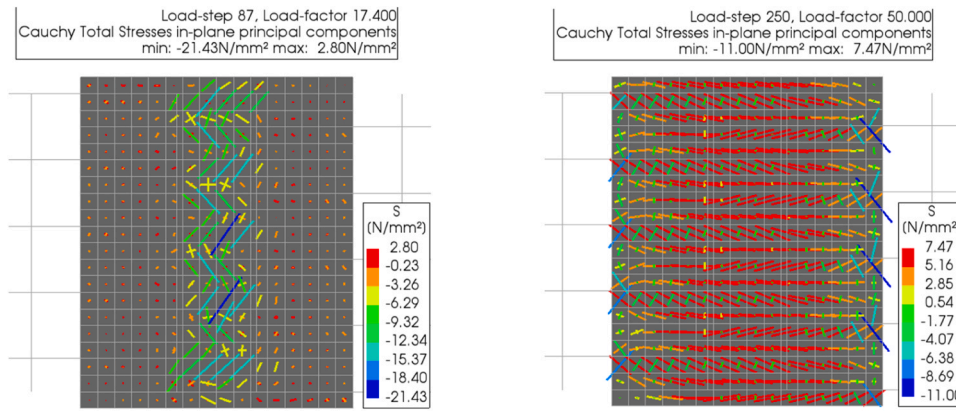 Load-step 87, Load-factor 17.400
Cauchy Total Stresses in-plane principal components
min: -21.43N/mm² max: 2.80N/mm²
S
(N/mm²)
2.80
-0.23
-3.26
-6.29
-9.32
-12.34
-15.37
-18.40
-21.43
Load-step 250, Load-factor 50.000
Cauchy Total Stresses in-plane principal components
min: -11.00N/mm² max: 7.47N/mm²
S
(N/mm²)
7.47
5.16
2.85
0.54
-1.77
-4.07
-6.38
-8.69
-11.00